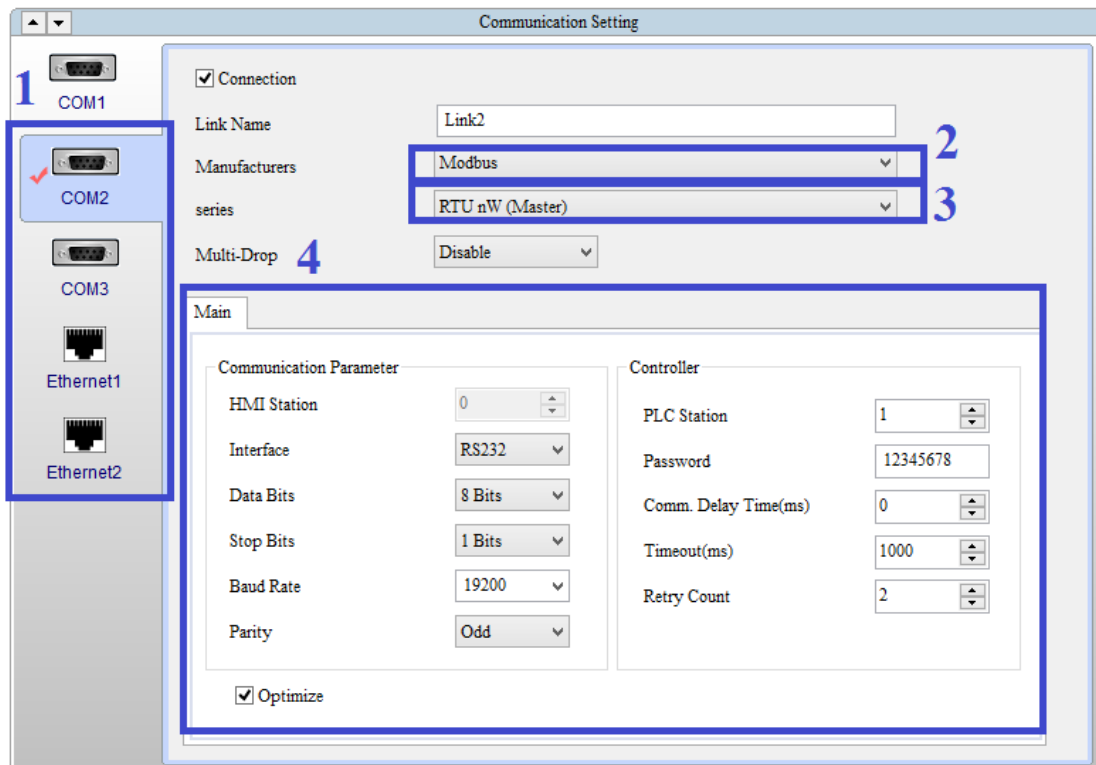 Communication Setting
1
COM1
COM2
COM3
Ethernet1
Ethernet2
Connection
Link Name Link2
Manufacturers Modbus 2
series RTU nW (Master) 3
Multi-Drop 4 Disable
Main
Communication Parameter
HMI Station 0
Interface RS232
Data Bits 8 Bits
Stop Bits 1 Bits
Baud Rate 19200
Parity Odd
Optimize
Controller
PLC Station 1
Password 12345678
Comm. Delay Time(ms) 0
Timeout(ms) 1000
Retry Count 2